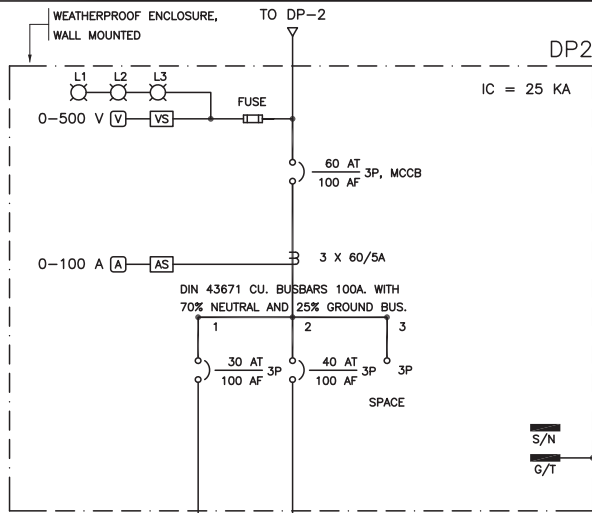 WEATHERPROOF ENCLOSURE,
WALL MOUNTED
TO DP-2
DP2
L1 L2 L3
IC = 25 KA
FUSE
0-500 V V VS
60 AT
100 AF
3P, MCCB
3 X 60/5A
0-100 A A AS
DIN 43671 CU. BUSBARS 100A. WITH
70% NEUTRAL AND 25% GROUND BUS.
1 2 3
30 AT
100 AF
3P
40 AT
100 AF
3P
3P
SPACE
S/N
G/T